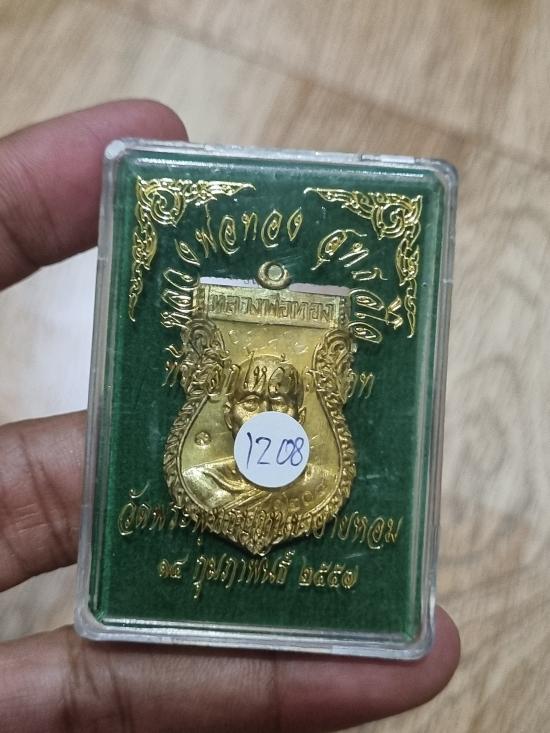 หลวงพ่อทอง สุทธสีโล
หลวงพ่อทอง
1208
วัดพระพุทธบาทเขายายหอม
๑๔ กุมภาพันธ์ ๒๕๕๗